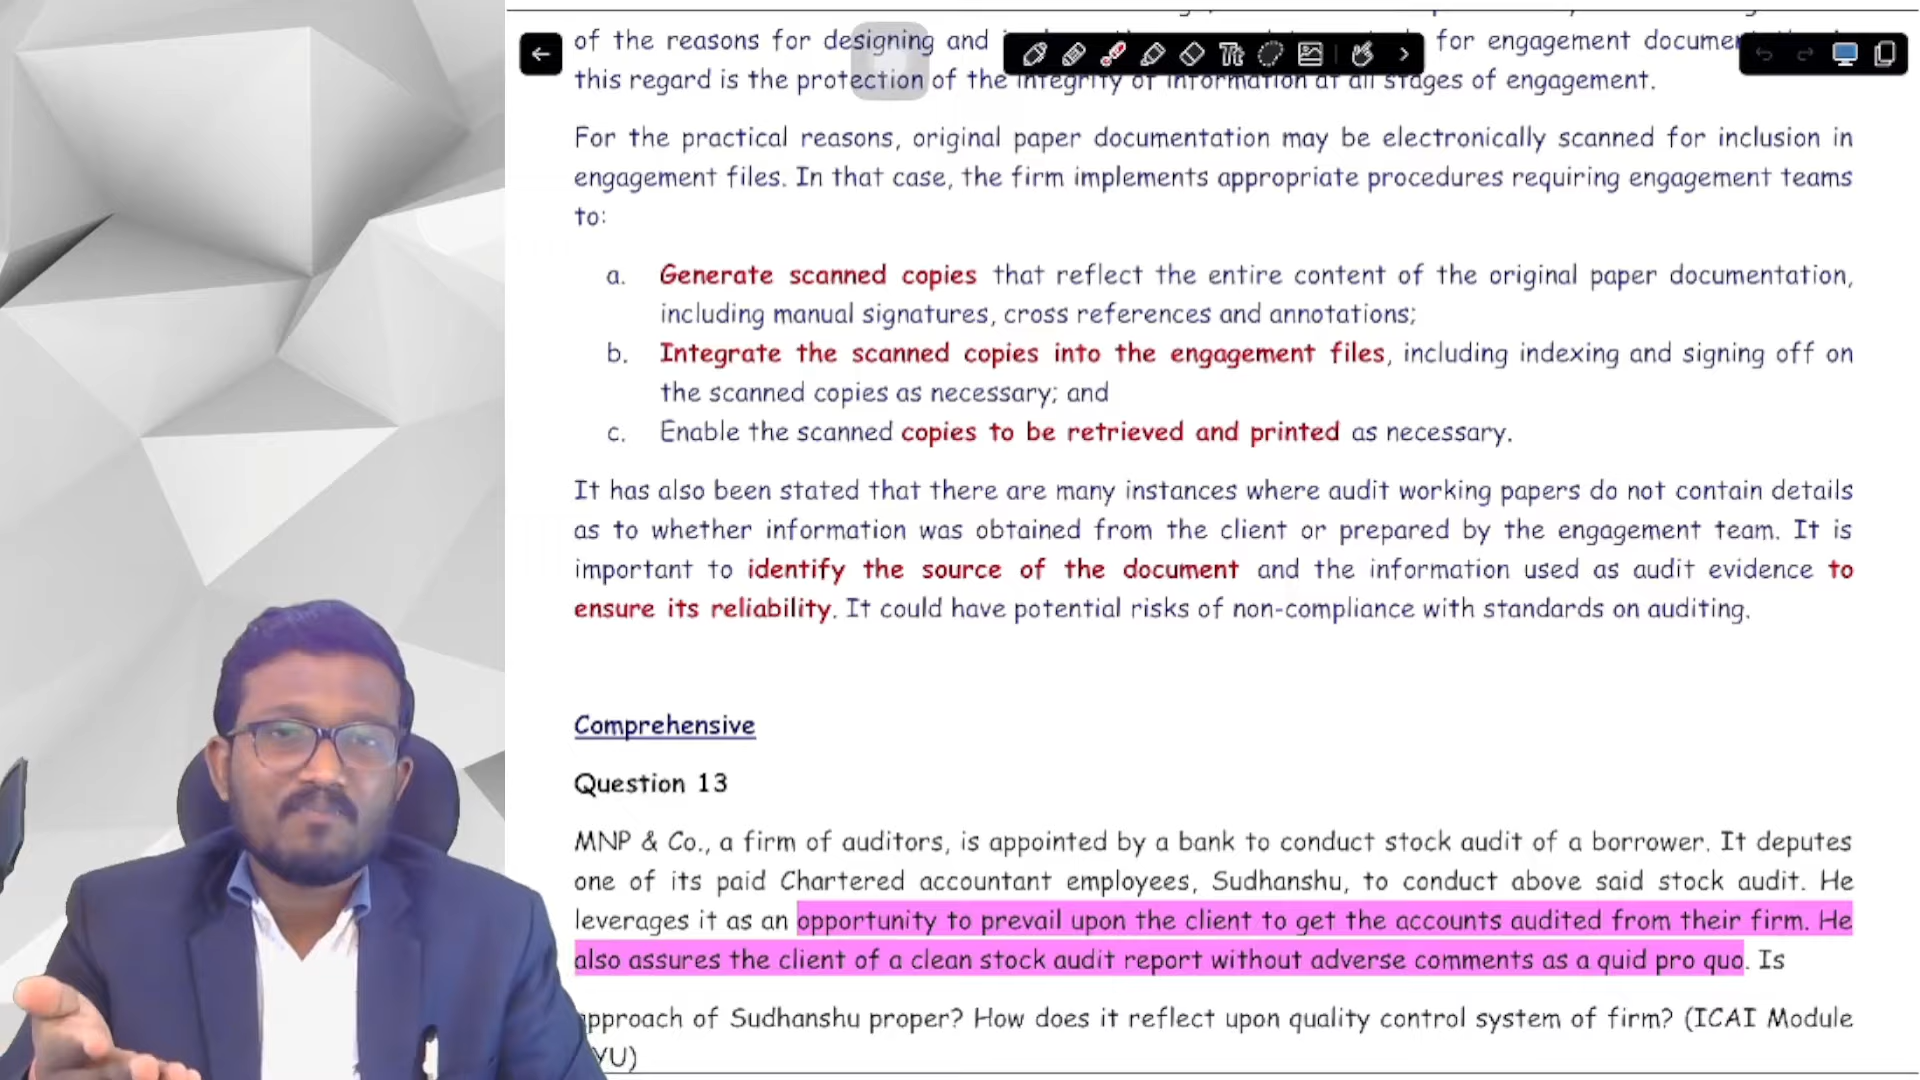 of the reasons for designing and for engagement
this regard is the protection of the integrity of information at all stages of engagement.
For the practical reasons, original paper documentation may be electronically scanned for inclusion in
engagement files. In that case, the firm implements appropriate procedures requiring engagement teams
to:
a. Generate scanned copies that reflect the entire content of the original paper documentation,
including manual signatures, cross references and annotations;
b. Integrate the scanned copies into the engagement files, including indexing and signing off on
the scanned copies as necessary; and
c. Enable the scanned copies to be retrieved and printed as necessary.
It has also been stated that there are many instances where audit working papers do not contain details
as to whether information was obtained from the client or prepared by the engagement team. It is
important to identify the source of the document and the information used as audit evidence to
ensure its reliability. It could have potential risks of non-compliance with standards on auditing.
Comprehensive
Question 13
MNP & Co., a firm of auditors, is appointed by a bank to conduct stock audit of a borrower. It deputes
one of its paid Chartered accountant employees, Sudhanshu, to conduct above said stock audit. He
leverages it as an opportunity to prevail upon the client to get the accounts audited from their firm. He
also assures the client of a clean stock audit report without adverse comments as a quid pro quo. Is
approach of Sudhanshu proper? How does it reflect upon quality control system of firm? (ICAI Module
YU)